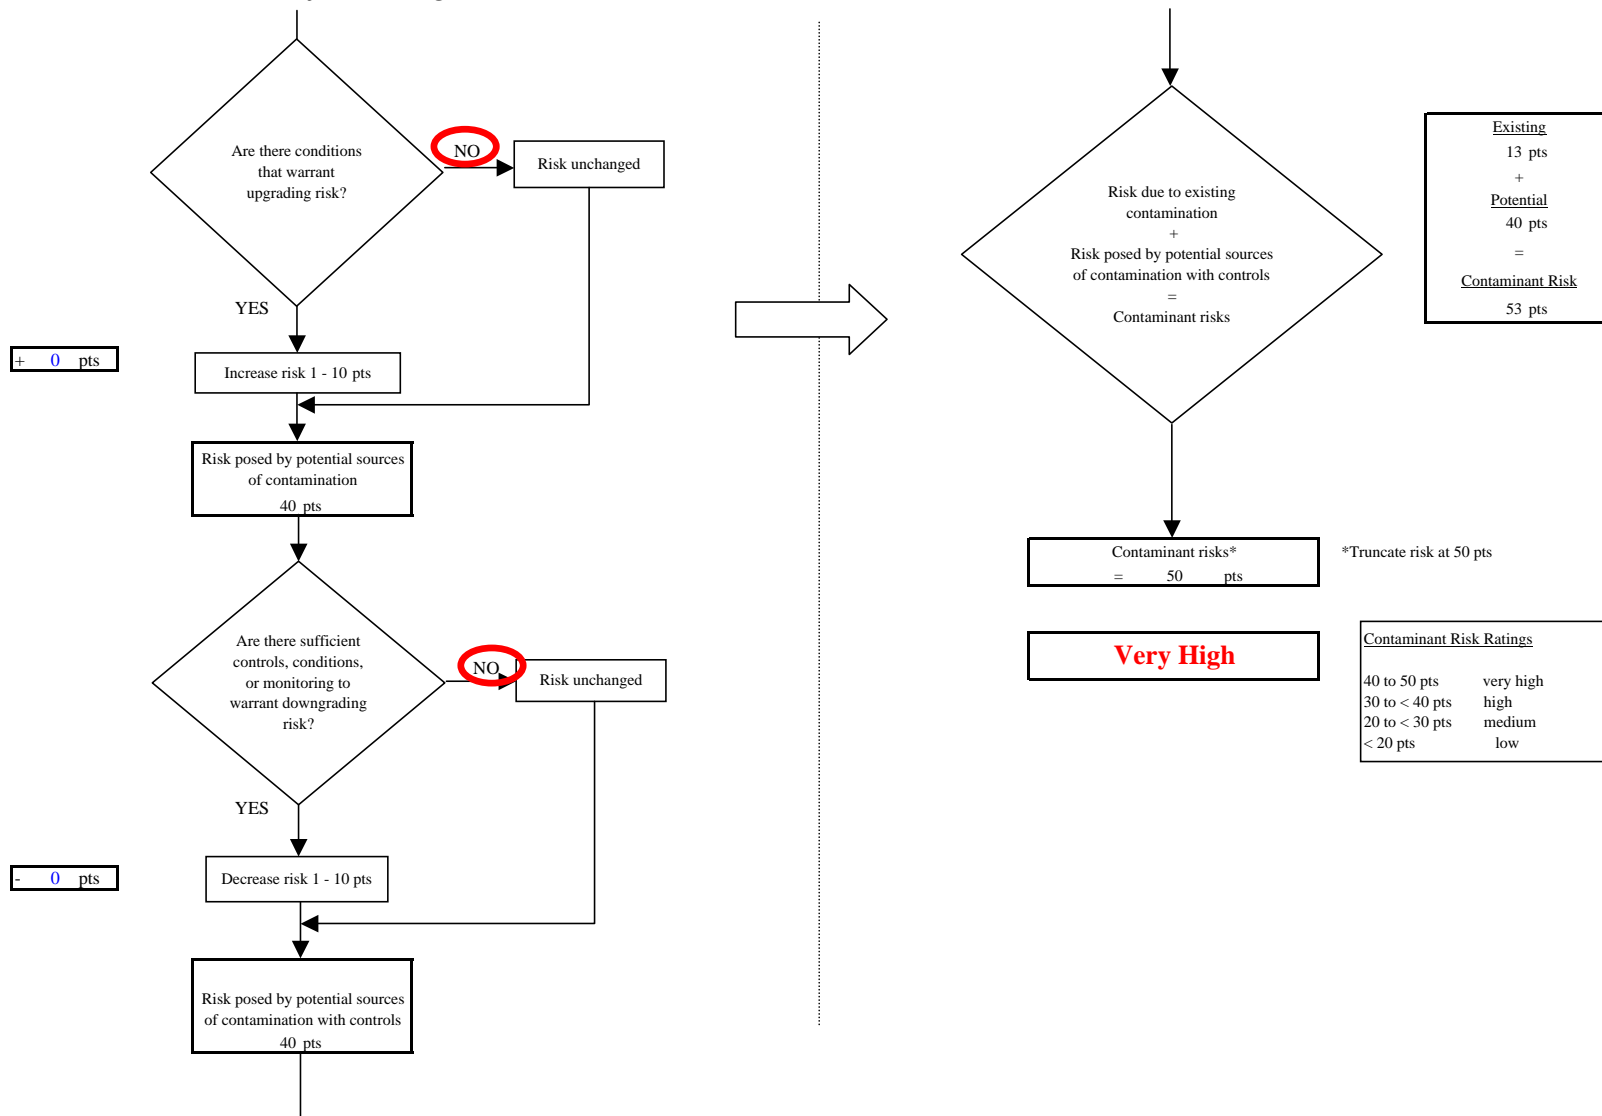 Are there conditions
that warrant
upgrading risk?
NO
Risk unchanged
YES
+ 0 pts
Increase risk 1 - 10 pts
Risk posed by potential sources
of contamination
40 pts
Are there sufficient
controls, conditions,
or monitoring to
warrant downgrading
risk?
NO
Risk unchanged
YES
- 0 pts
Decrease risk 1 - 10 pts
Risk posed by potential sources
of contamination with controls
40 pts
Risk due to existing
contamination
+
Risk posed by potential sources
of contamination with controls
=
Contaminant risks
Existing
13 pts
+
Potential
40 pts
=
Contaminant Risk
53 pts
Contaminant risks*
= 50 pts
*Truncate risk at 50 pts
Very High
Contaminant Risk Ratings
40 to 50 pts very high
30 to < 40 pts high
20 to < 30 pts medium
< 20 pts low